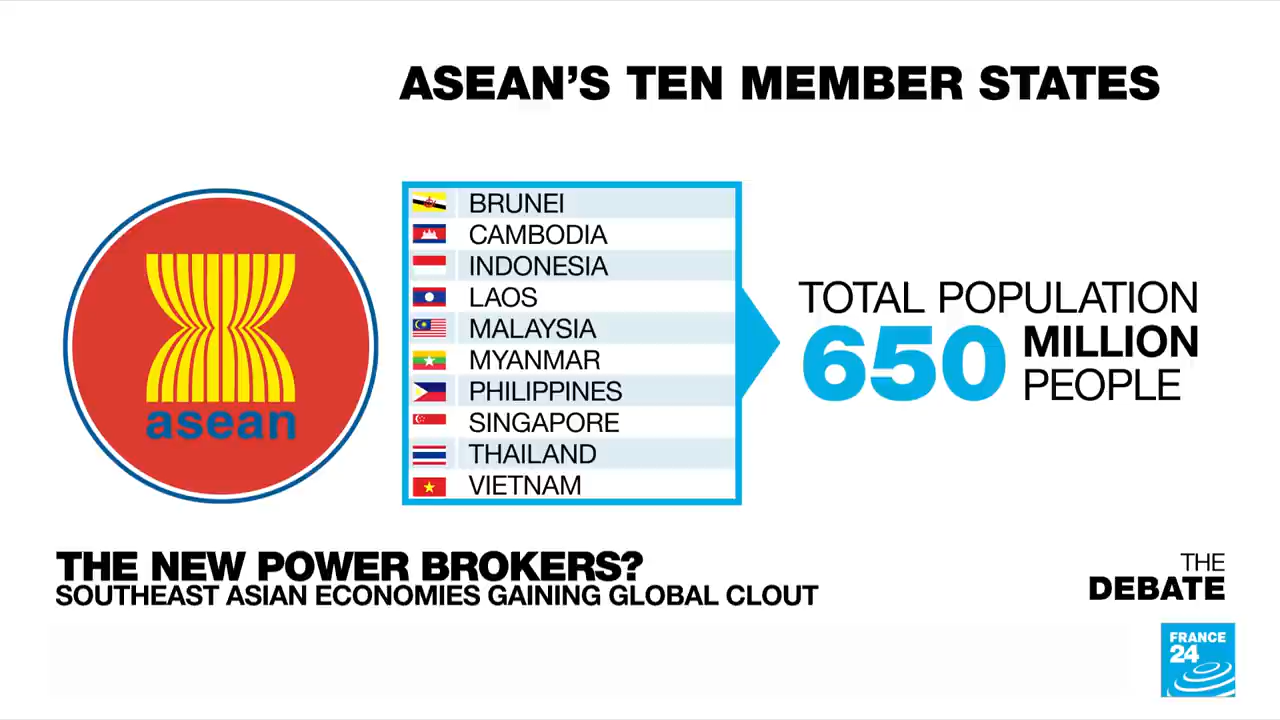 ASEAN'S TEN MEMBER STATES
asean
BRUNEI
CAMBODIA
INDONESIA
LAOS
MALAYSIA
MYANMAR
PHILIPPINES
SINGAPORE
THAILAND
VIETNAM
TOTAL POPULATION
650 MILLION
PEOPLE
THE NEW POWER BROKERS?
SOUTHEAST ASIAN ECONOMIES GAINING GLOBAL CLOUT
THE
DEBATE
FRANCE
24